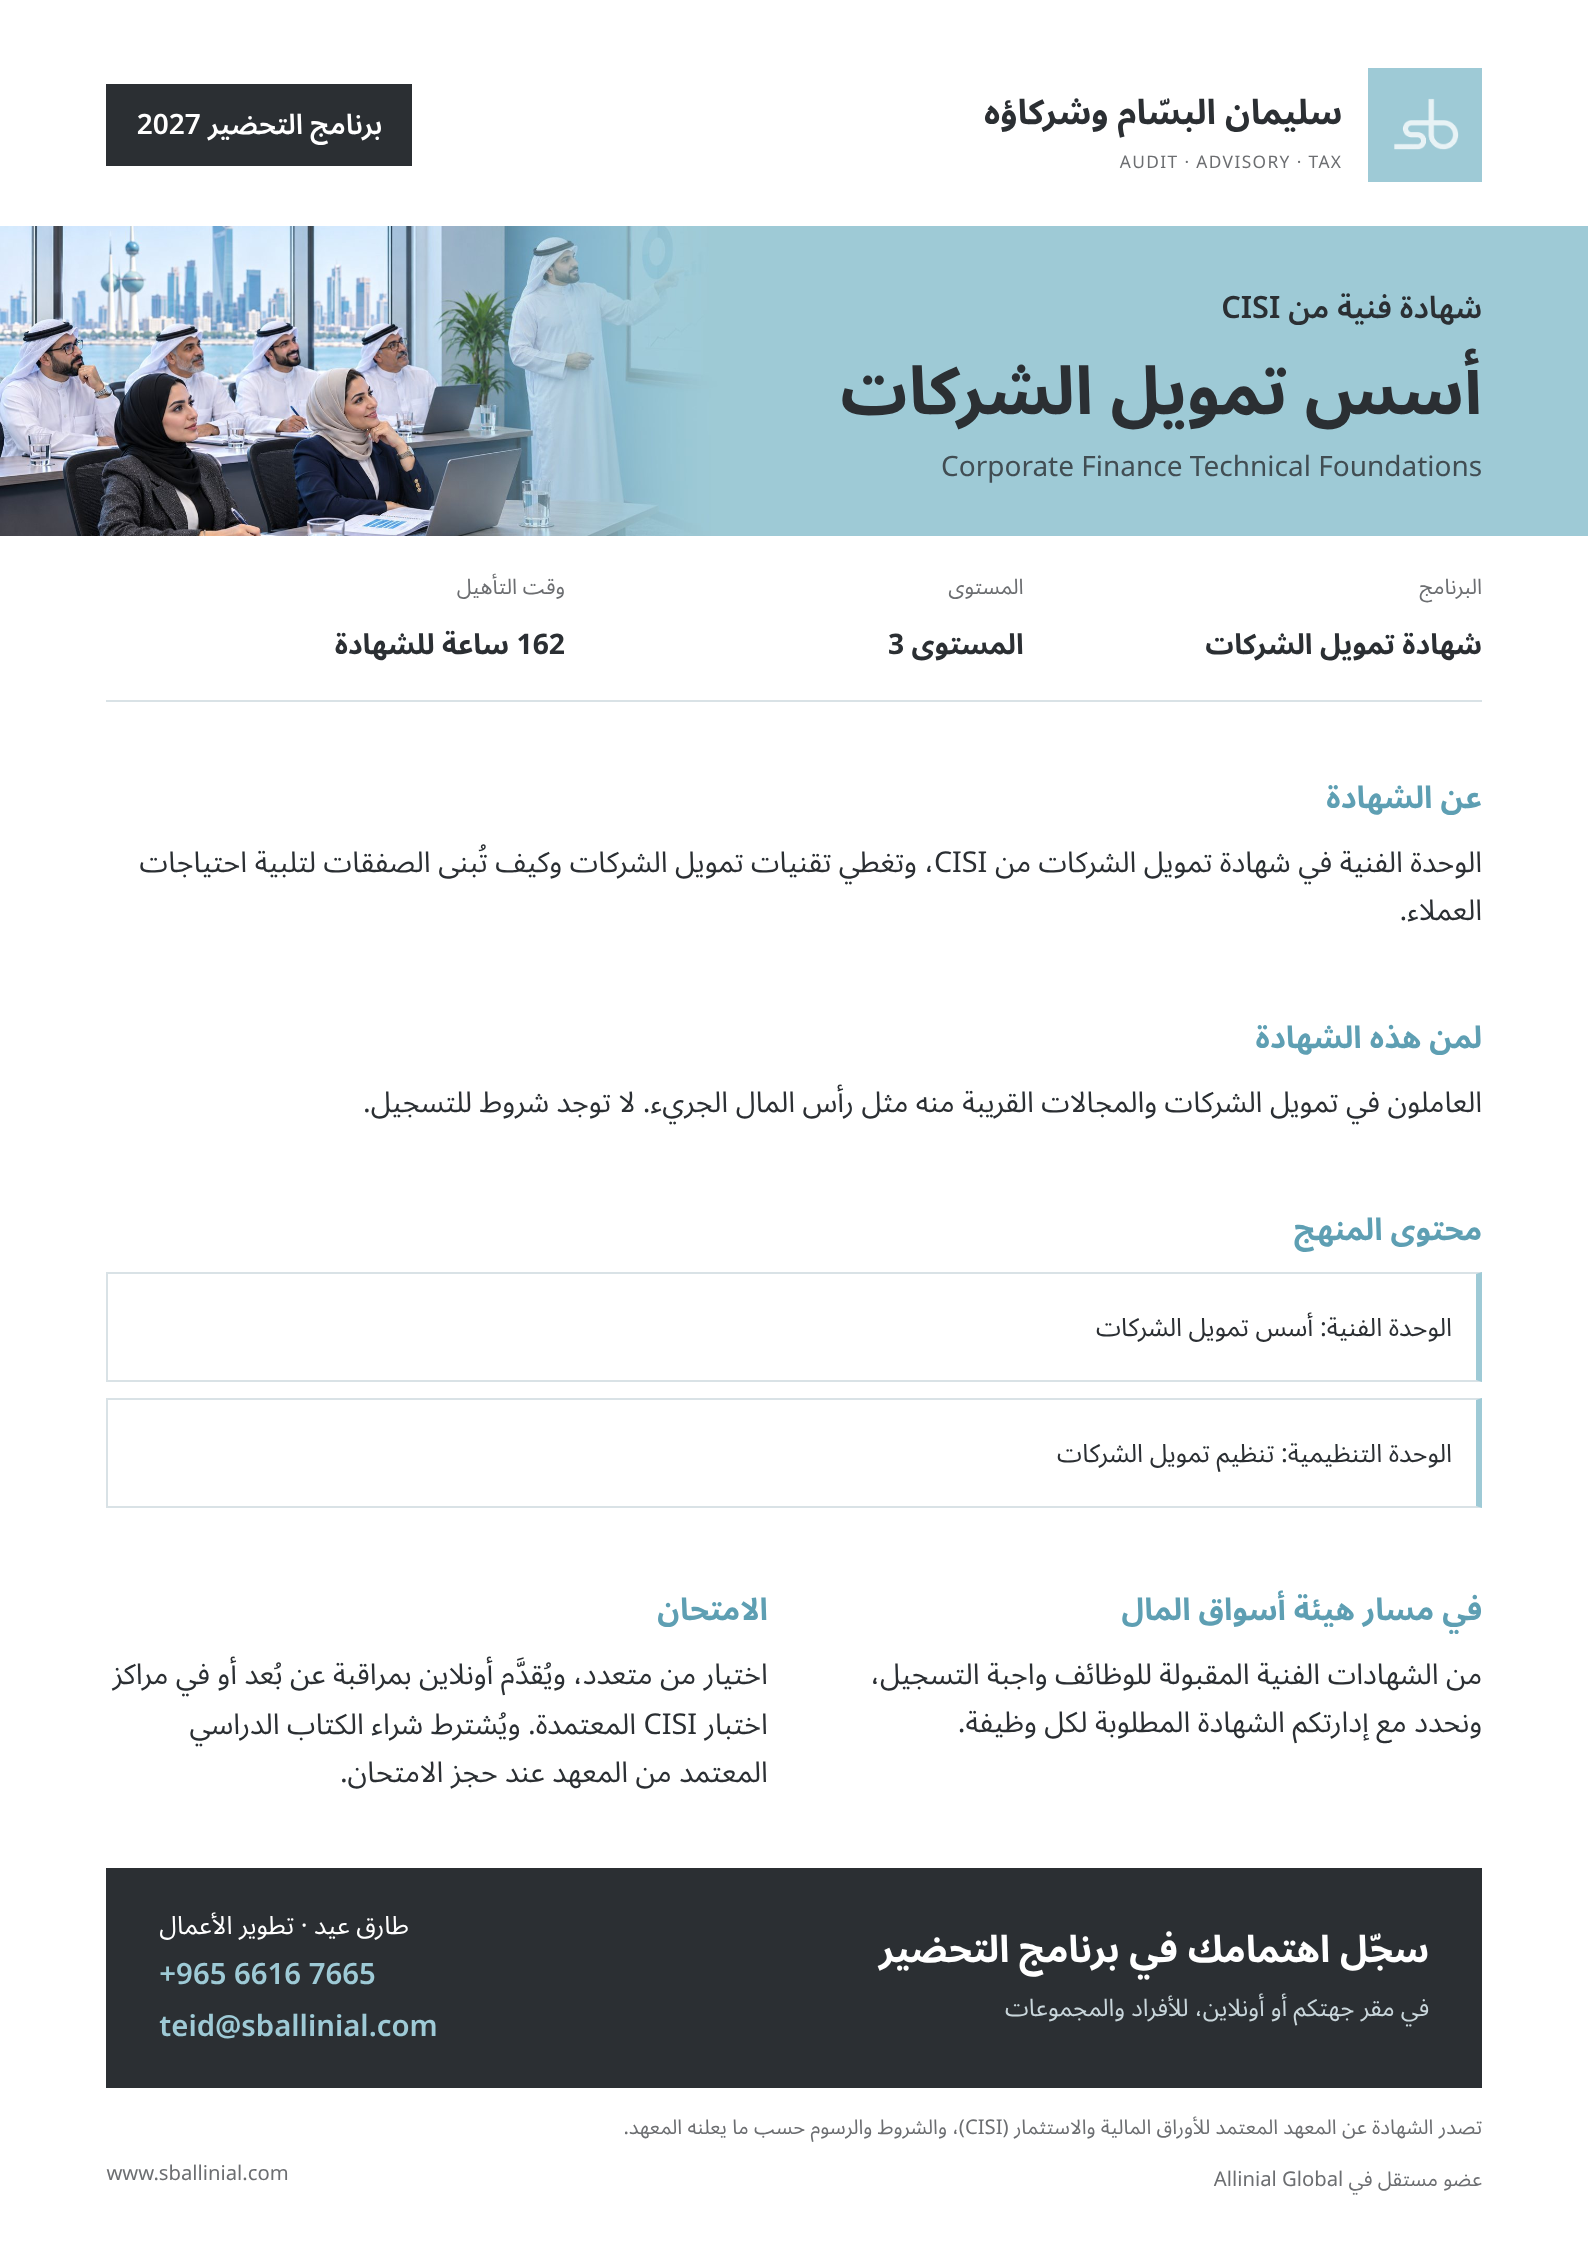 سليمان البسّام وشركاؤه
AUDIT · ADVISORY · TAX
sb
برنامج التحضير 2027
شهادة فنية من CISI
أسس تمويل الشركات
Corporate Finance Technical Foundations
البرنامج
شهادة تمويل الشركات
المستوى
المستوى 3
وقت التأهيل
162 ساعة للشهادة
عن الشهادة
الوحدة الفنية في شهادة تمويل الشركات من CISI، وتغطي تقنيات تمويل الشركات وكيف تُبنى الصفقات لتلبية احتياجات
العملاء.
لمن هذه الشهادة
العاملون في تمويل الشركات والمجالات القريبة منه مثل رأس المال الجريء. لا توجد شروط للتسجيل.
محتوى المنهج
الوحدة الفنية: أسس تمويل الشركات
الوحدة التنظيمية: تنظيم تمويل الشركات
في مسار هيئة أسواق المال
من الشهادات الفنية المقبولة للوظائف واجبة التسجيل،
ونحدد مع إدارتكم الشهادة المطلوبة لكل وظيفة.
الامتحان
اختيار من متعدد، ويُقدَّم أونلاين بمراقبة عن بُعد أو في مراكز
اختبار CISI المعتمدة. ويُشترط شراء الكتاب الدراسي
المعتمد من المعهد عند حجز الامتحان.
سجّل اهتمامك في برنامج التحضير
في مقر جهتكم أو أونلاين، للأفراد والمجموعات
طارق عيد · تطوير الأعمال
+965 6616 7665
teid@sballinial.com
تصدر الشهادة عن المعهد المعتمد للأوراق المالية والاستثمار (CISI)، والشروط والرسوم حسب ما يعلنه المعهد.
عضو مستقل في Allinial Global
www.sballinial.com